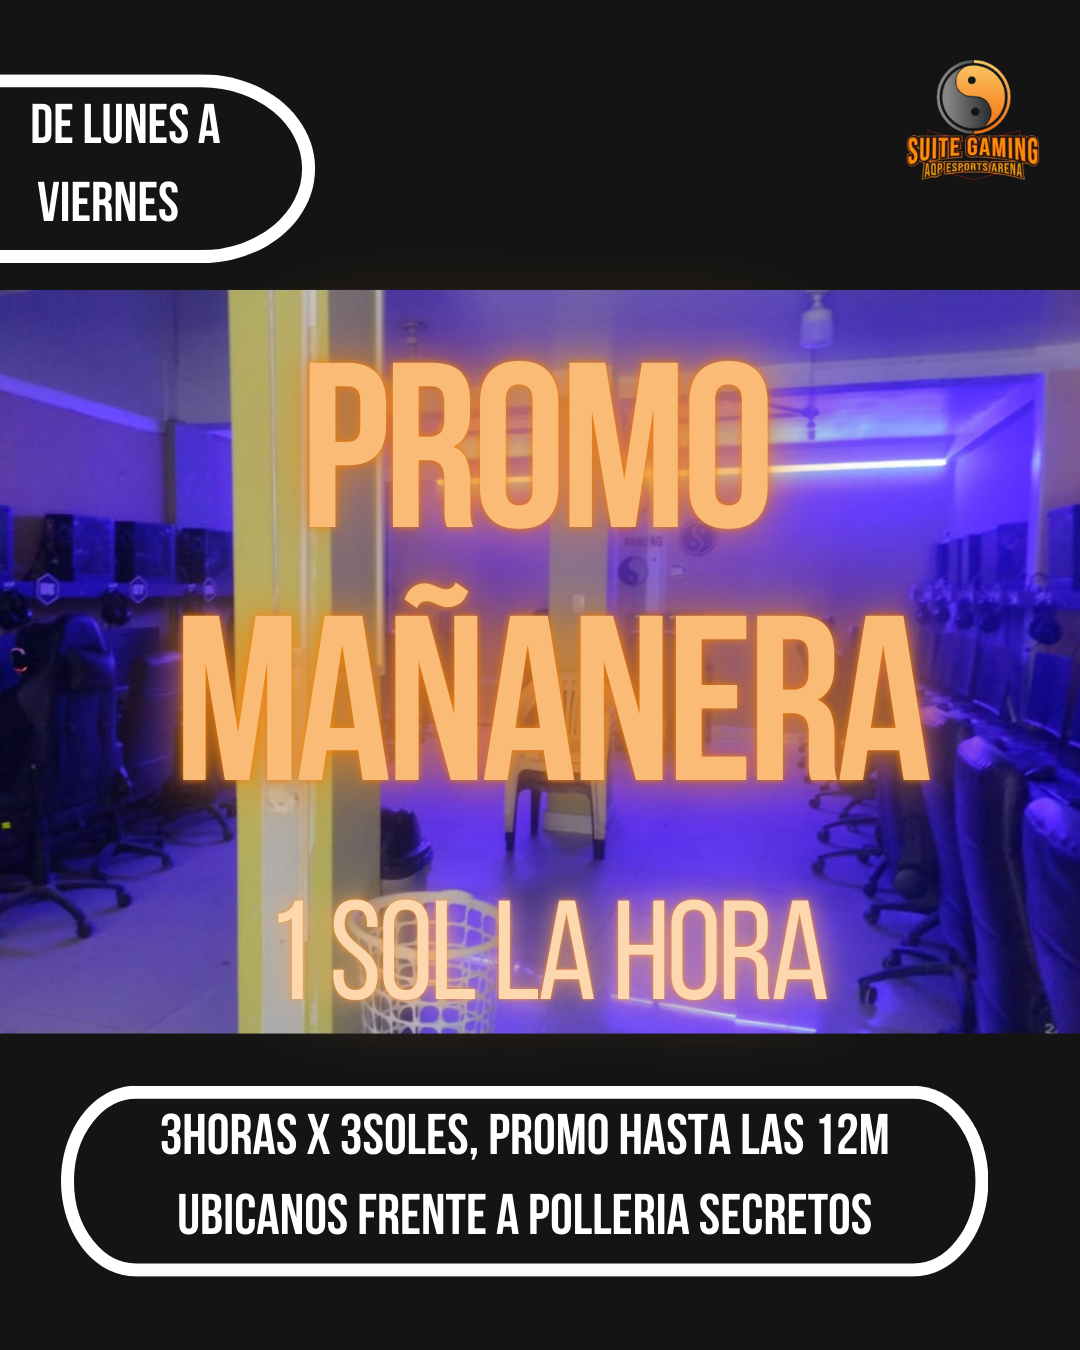 DE LUNES A
VIERNES
SUITE GAMING
AQP ESPORTS ARENA
PROMO
MAÑANERA
1 SOL LA HORA
3HORAS X 3SOLES, PROMO HASTA LAS 12M
UBICANOS FRENTE A POLLERIA SECRETOS